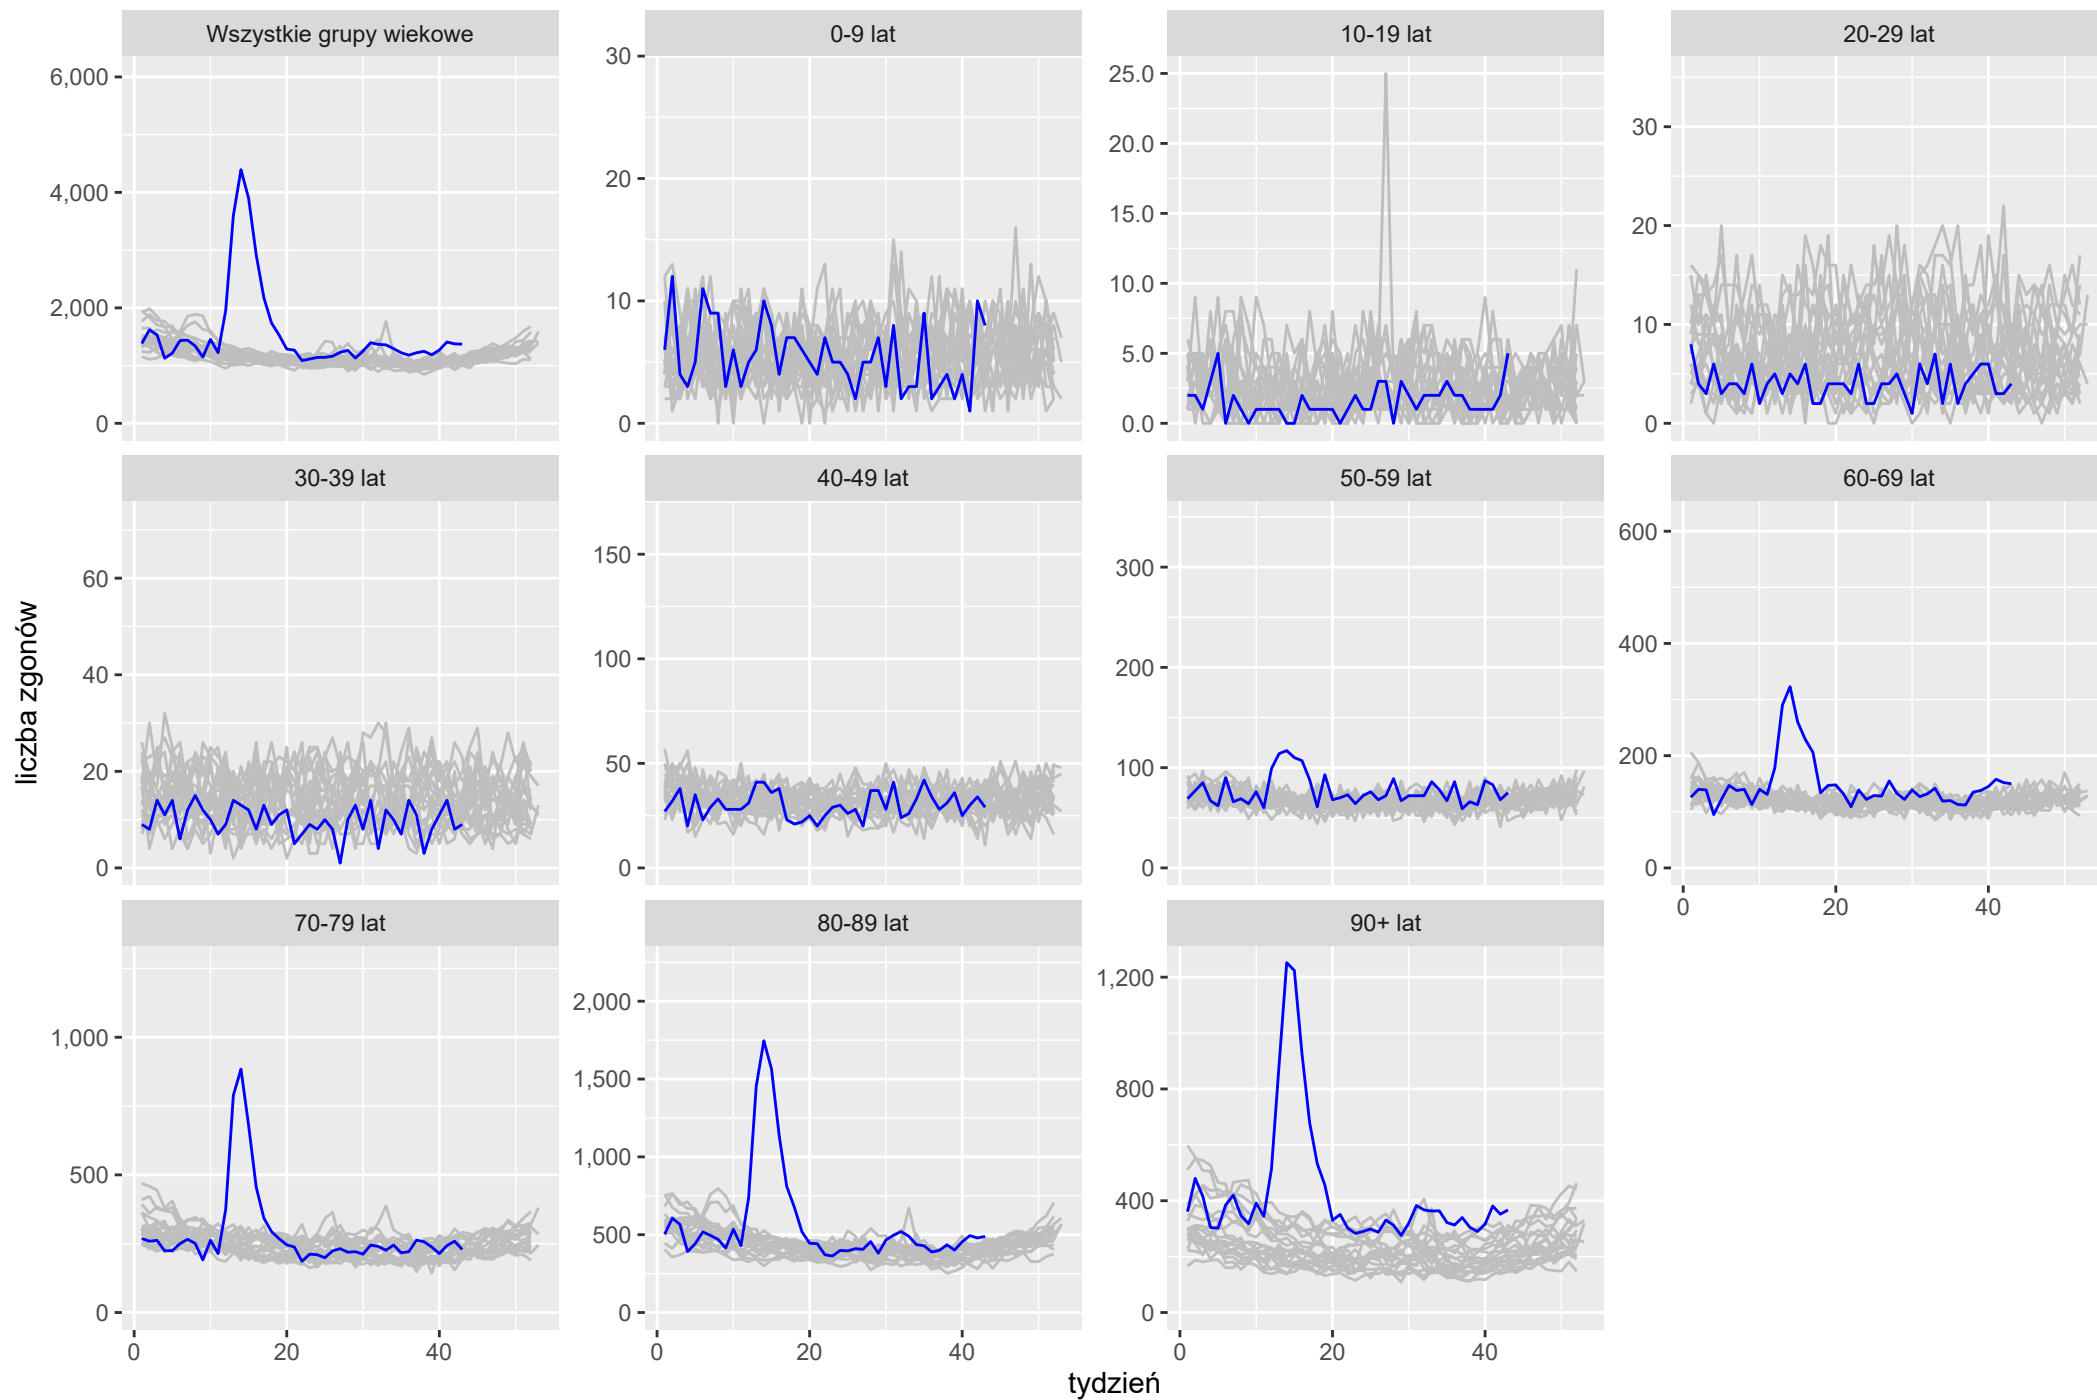 Wszystkie grupy wiekowe
0-9 lat
10-19 lat
20-29 lat
6,000
4,000
2,000
0
30
20
10
0
25.0
20.0
15.0
10.0
5.0
0.0
30
20
10
0
30-39 lat
40-49 lat
50-59 lat
60-69 lat
60
40
20
0
150
100
50
0
300
200
100
0
600
400
200
0
0 20 40
70-79 lat
80-89 lat
90+ lat
1,000
500
0
2,000
1,500
1,000
500
0
1,200
800
400
0
0 20 40
0 20 40
0 20 40
liczba zgonów
tydzień